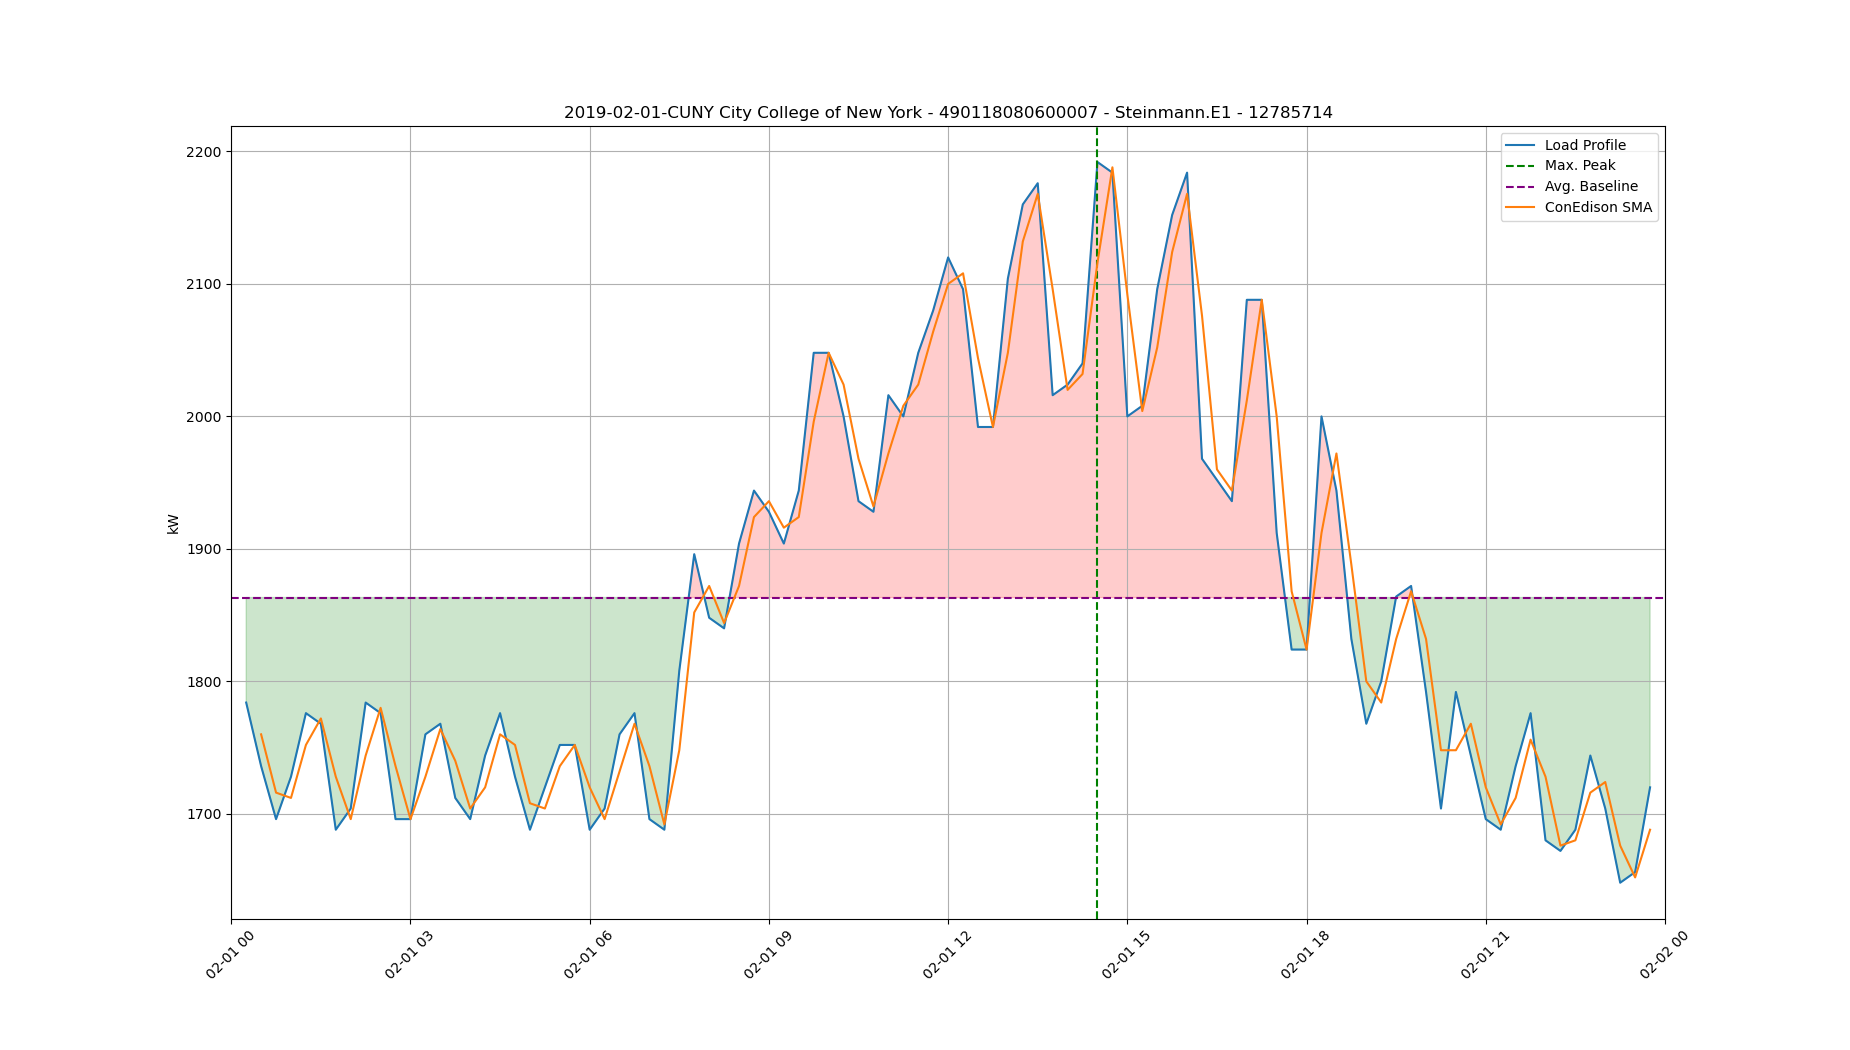 2019-02-01-CUNY City College of New York - 490118080600007 - Steinmann.E1 - 12785714
Load Profile
Max. Peak
Avg. Baseline
ConEdison SMA
kW
2200
2100
2000
1900
1800
1700
02-01 00
02-01 03
02-01 06
02-01 09
02-01 12
02-01 15
02-01 18
02-01 21
02-02 00